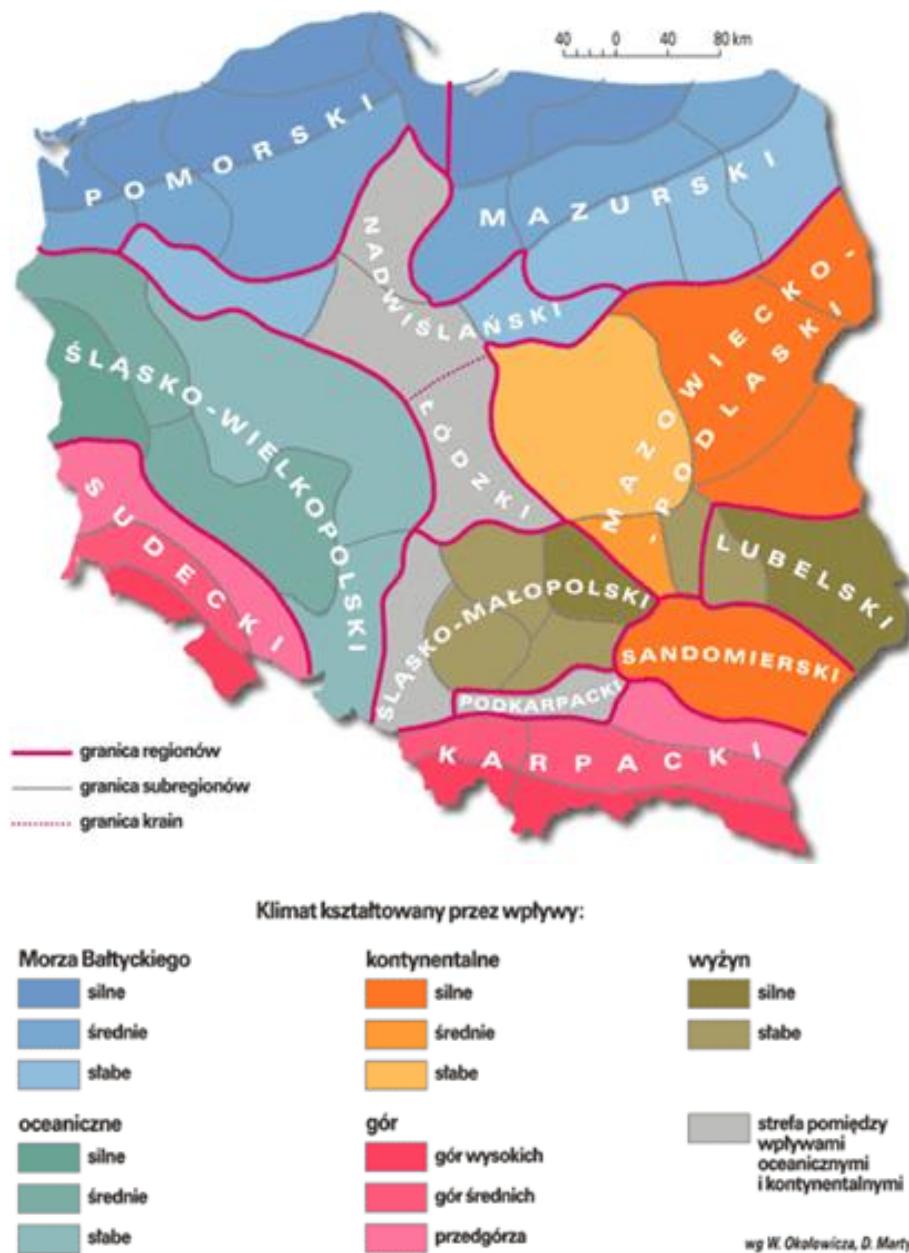 40 0 40 80 km
POMORSKI
MAZURSKI
NADWIŚLAŃSKI
MAZOWIECKO-
-PODLASKI
ŚLĄSKO-WIELKOPOLSKI
ŁÓDZKI
SUDECKI
LUBELSKI
ŚLĄSKO-MAŁOPOLSKI
SANDOMIERSKI
PODKARPACKI
KARPACKI
granica regionów
granica subregionów
granica krain
Klimat kształtowany przez wpływy:
Morza Bałtyckiego
silne
średnie
słabe
kontynentalne
silne
średnie
słabe
wyżyn
silne
słabe
oceaniczne
silne
średnie
słabe
gór
gór wysokich
gór średnich
przedgórza
strefa pomiędzy
wpływami
oceanicznymi
i kontynentalnymi
wg W. Okołowicza, D. Marty